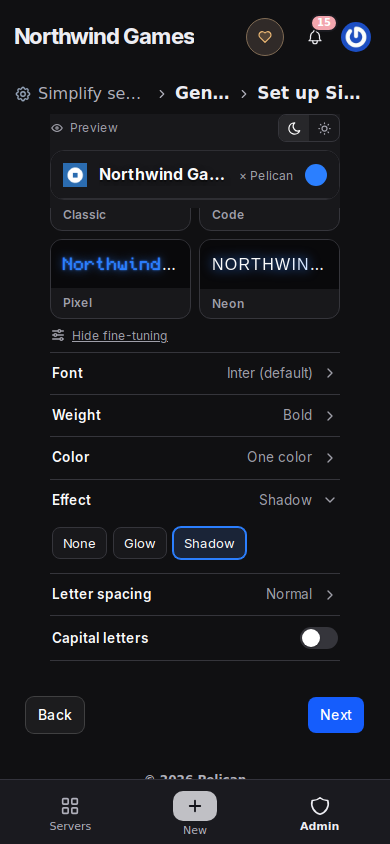 Northwind Games
15
Simplify se... > Gen... > Set up Si...
Preview
Northwind Ga... × Pelican
Classic
Code
Northwind...
NORTHWIN...
Pixel
Neon
Hide fine-tuning
Font Inter (default)
Weight Bold
Color One color
Effect Shadow
None Glow Shadow
Letter spacing Normal
Capital letters
Back Next
© 2026 Pelican
Servers New Admin